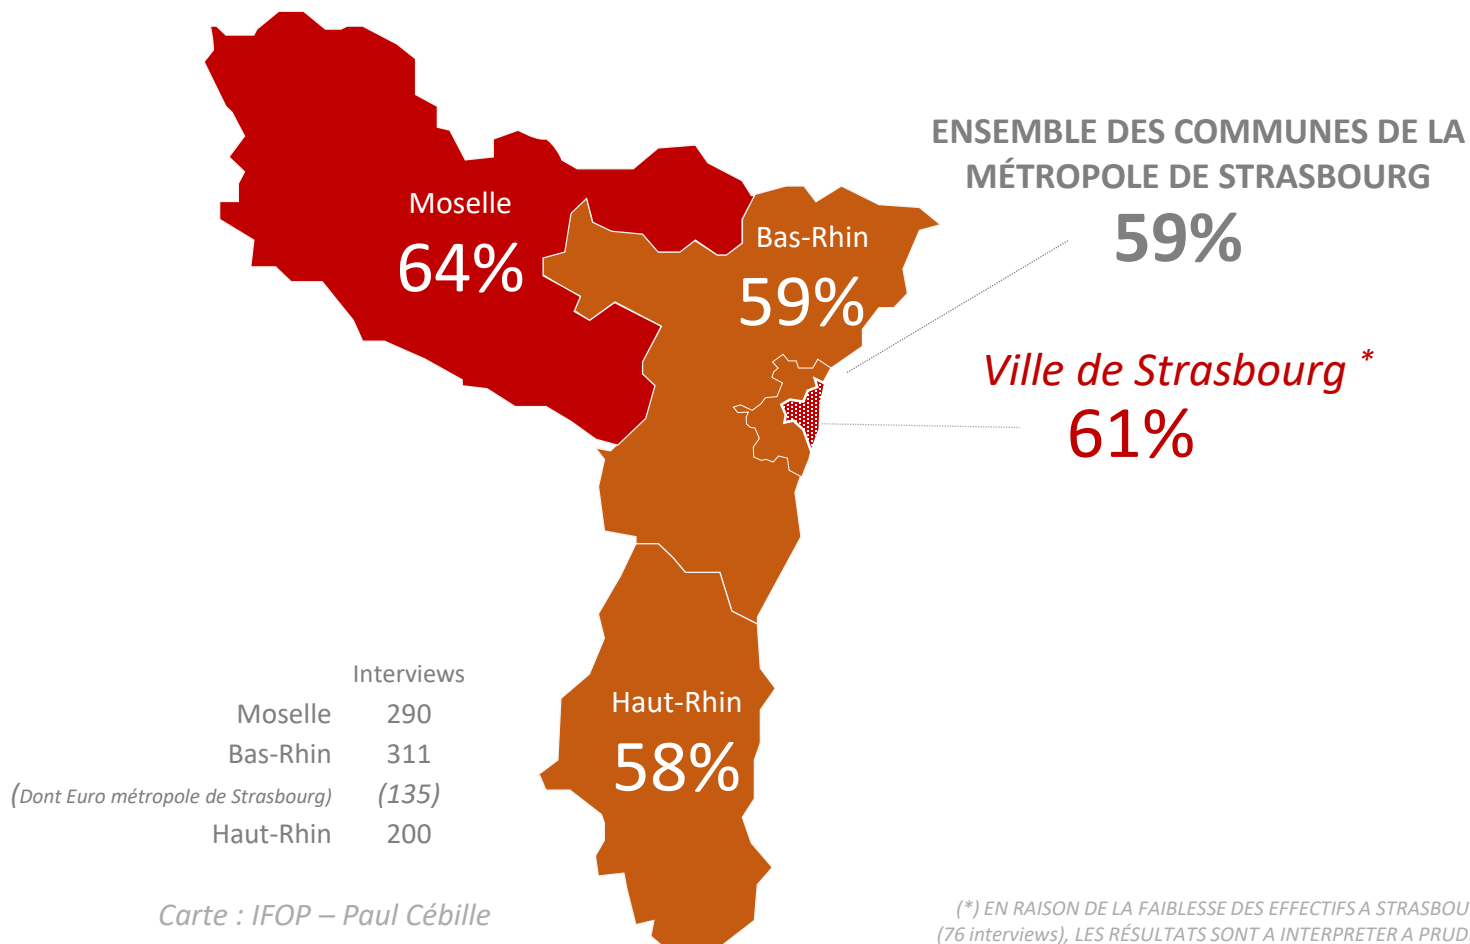 ENSEMBLE DES COMMUNES DE LA
MÉTROPOLE DE STRASBOURG
59%
Moselle
64%
Bas-Rhin
59%
Ville de Strasbourg *
61%
Haut-Rhin
58%
Interviews
Moselle 290
Bas-Rhin 311
(Dont Euro métropole de Strasbourg) (135)
Haut-Rhin 200
Carte : IFOP – Paul Cébille
(*) EN RAISON DE LA FAIBLESSE DES EFFECTIFS A STRASBOU
(76 interviews), LES RÉSULTATS SONT A INTERPRETER A PRUD